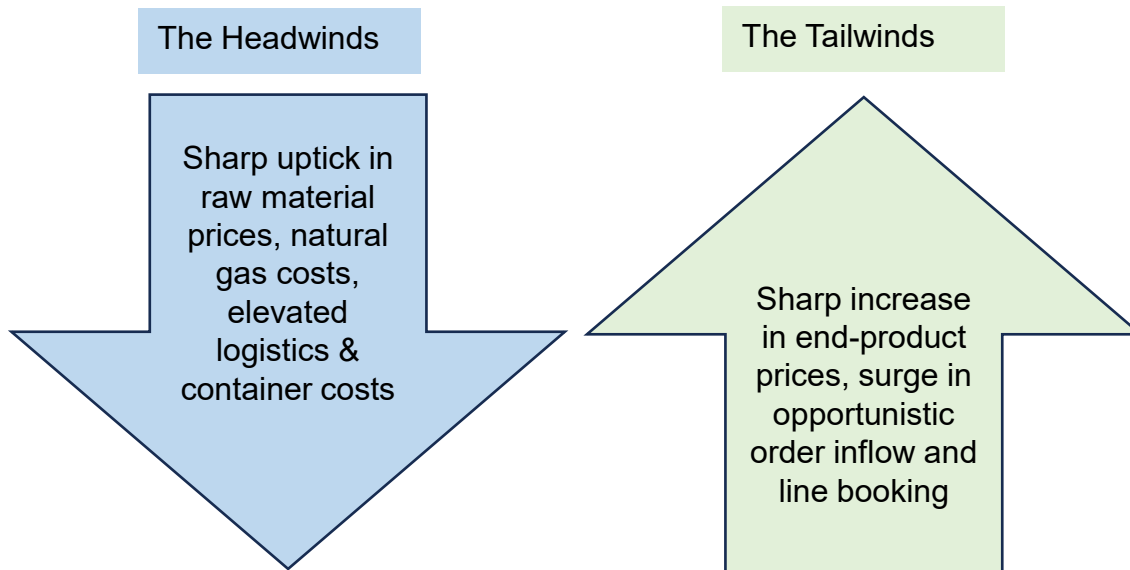 The Headwinds
Sharp uptick in
raw material
prices, natural
gas costs,
elevated
logistics &
container costs
The Tailwinds
Sharp increase
in end-product
prices, surge in
opportunistic
order inflow and
line booking